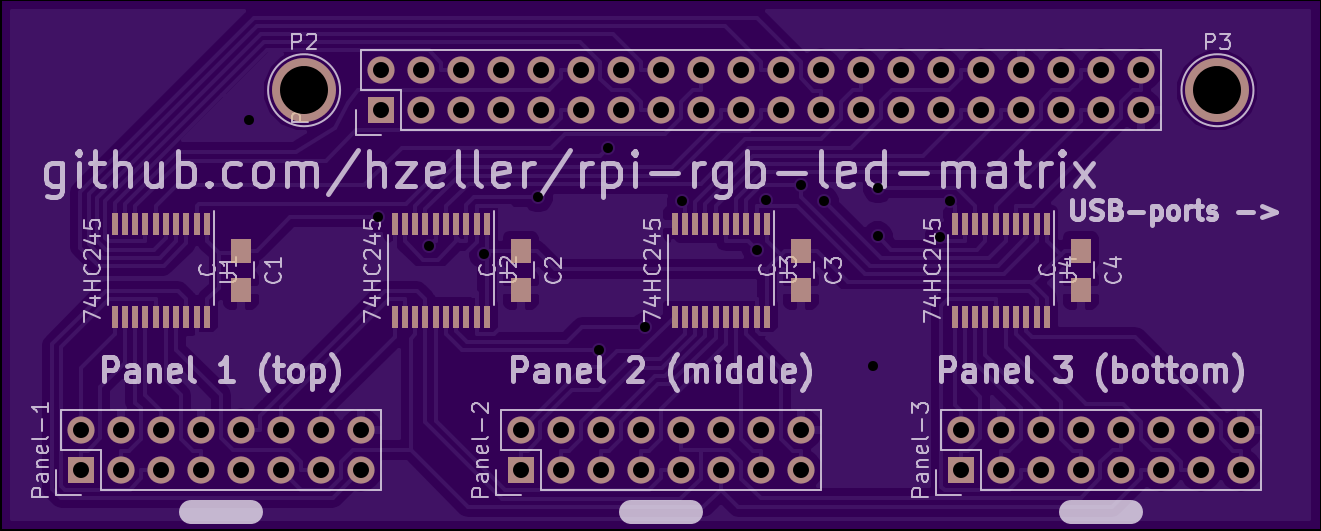 P2
P3
P
github.com/hzeller/rpi-rgb-led-matrix
USB-ports ->
74HC245
C
U1
C1
74HC245
C
U2
C2
74HC245
C
U3
C3
74HC245
C
U4
C4
Panel 1 (top)
Panel 2 (middle)
Panel 3 (bottom)
Panel-1
Panel-2
Panel-3